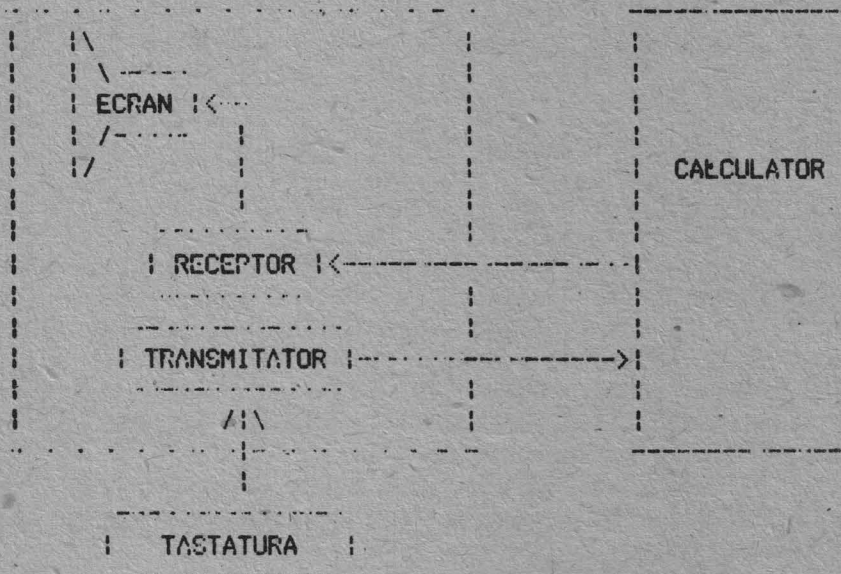 ECRAN
CALCULATOR
RECEPTOR
TRANSMITATOR
TASTATURA